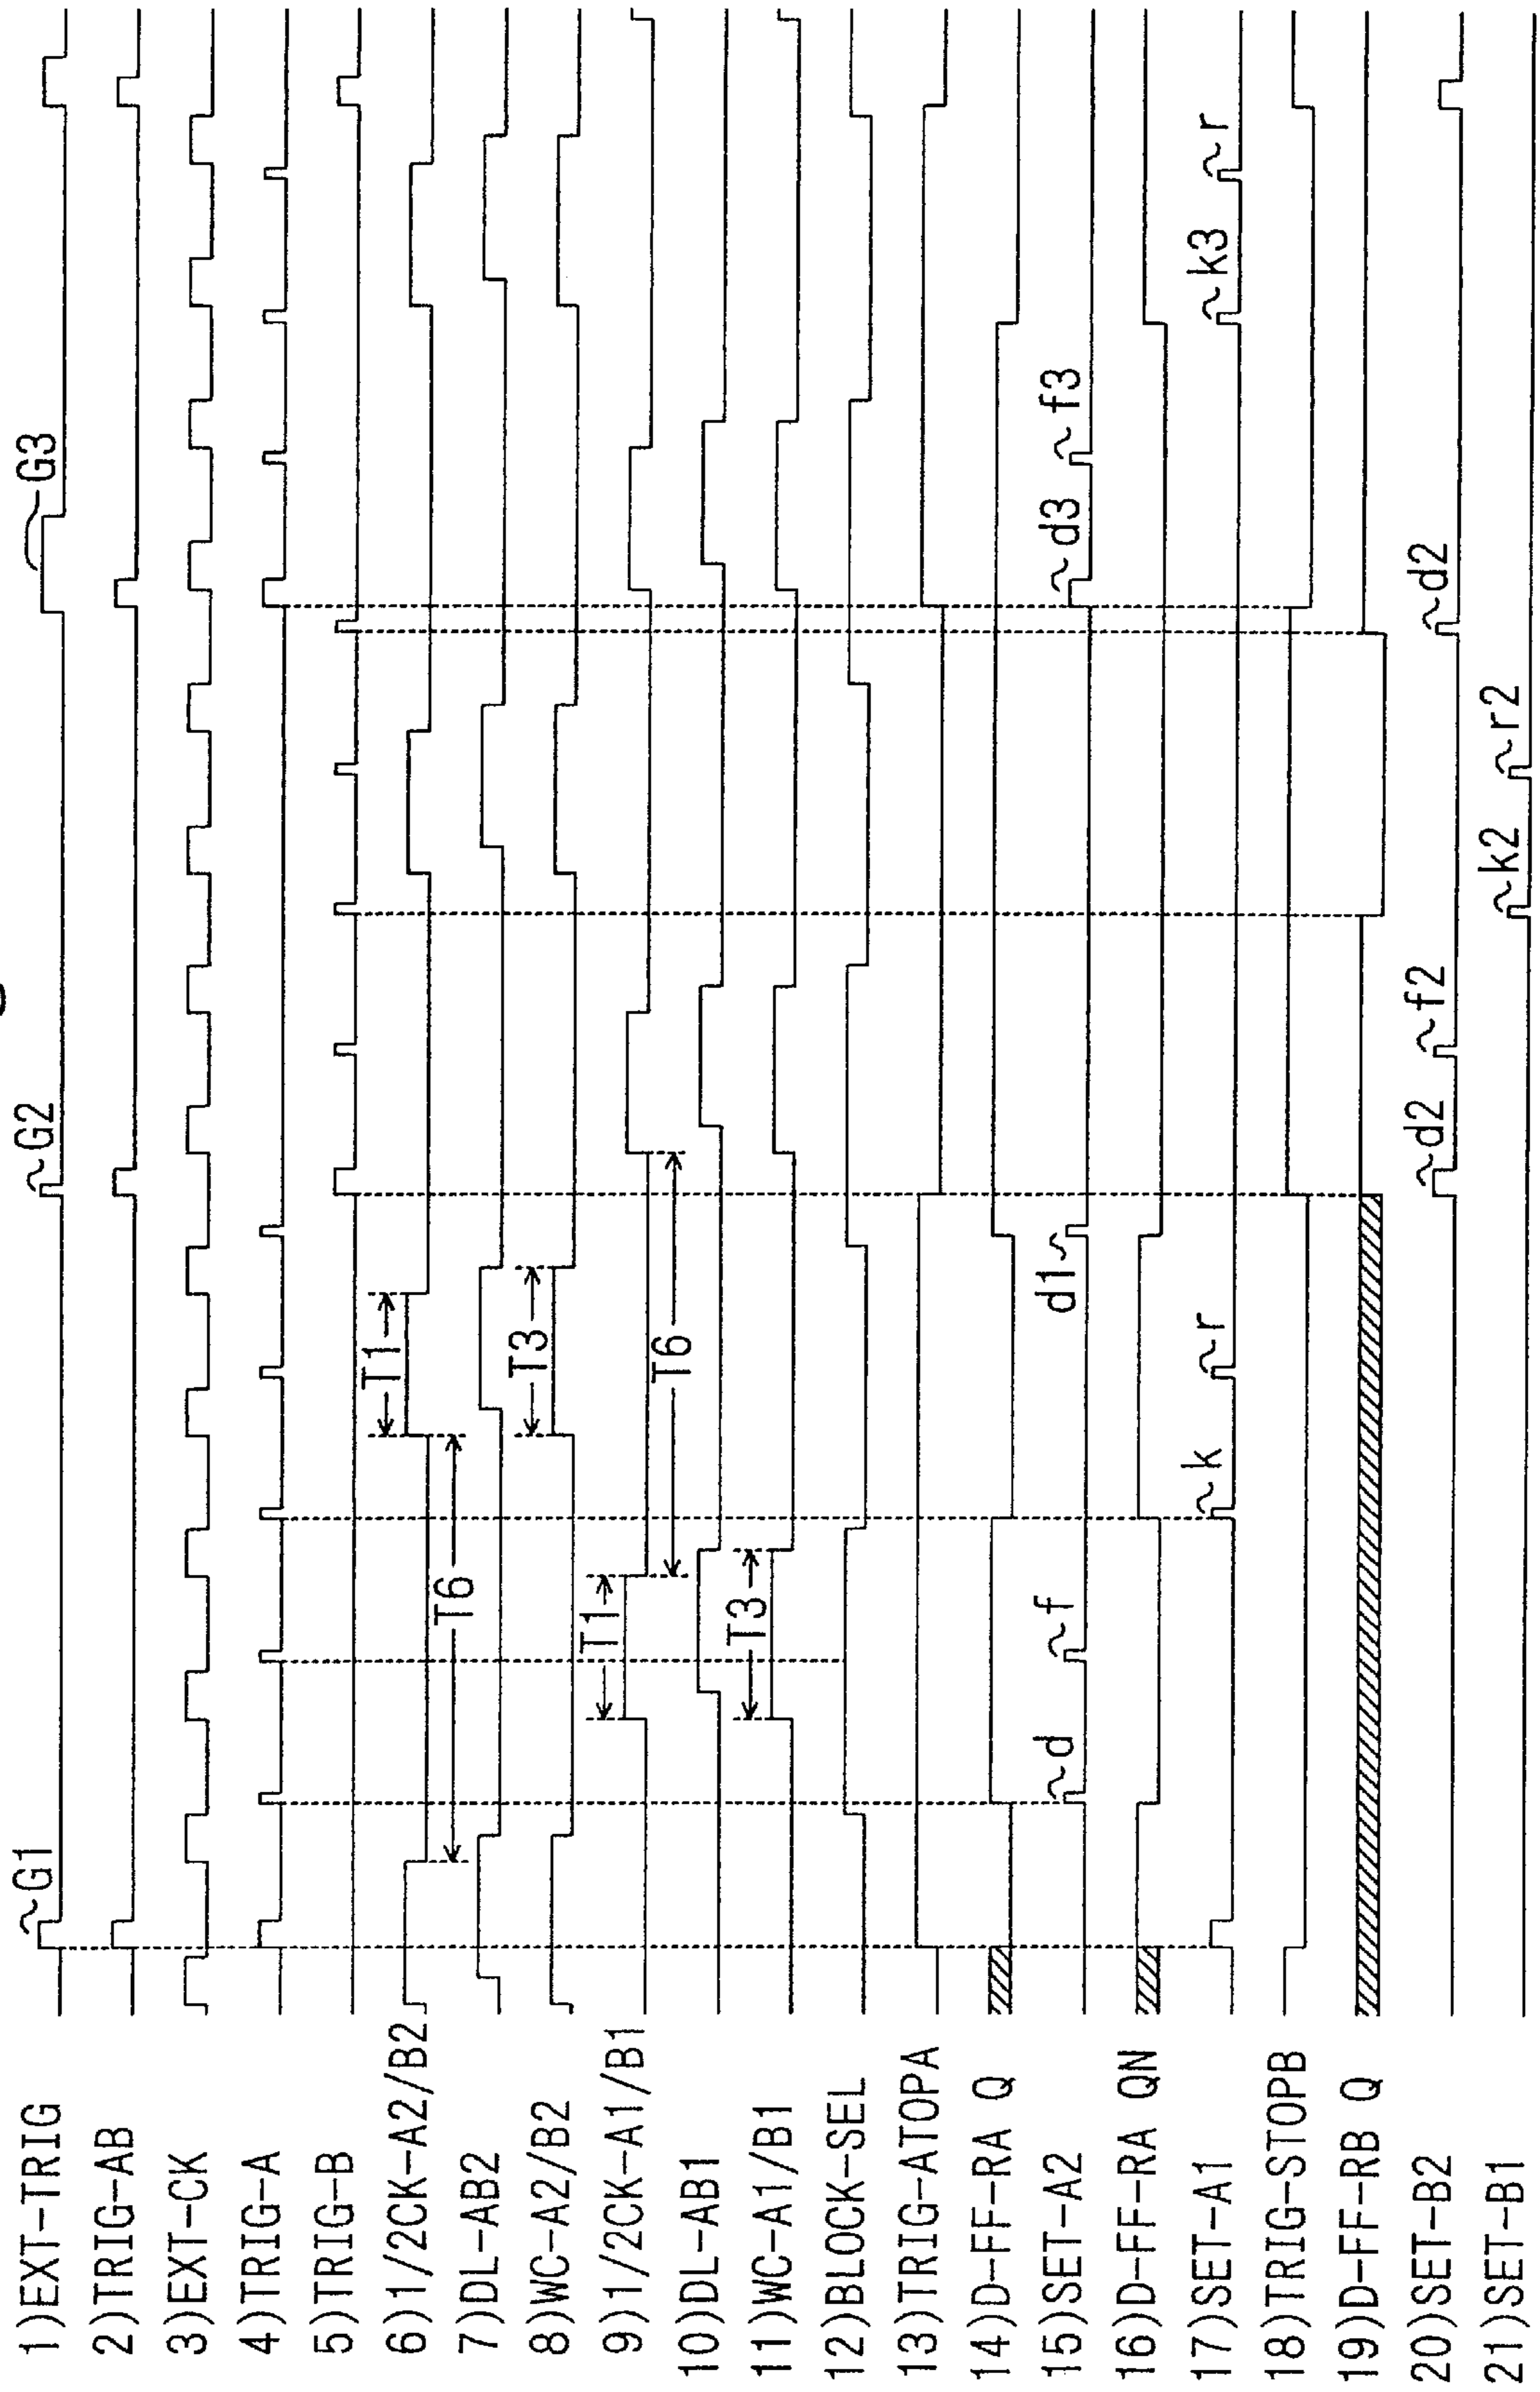 1)EXT-TRIG ~G1 ~G2 G3
2)TRIG-AB
3)EXT-CK
4)TRIG-A
5)TRIG-B
6)1/2CK-A2/B2 T6 T1
7)DL-AB2
8)WC-A2/B2 T3
9)1/2CK-A1/B1 T1 T6
10)DL-AB1
11)WC-A1/B1 T3
12)BLOCK-SEL
13)TRIG-ATOPA
14)D-FF-RA Q
15)SET-A2 ~d ~f d1~ ~d3 ~f3
16)D-FF-RA QN
17)SET-A1 ~k ~r ~k3 ~r
18)TRIG-STOPB
19)D-FF-RB Q
20)SET-B2 ~d2 ~f2 ~d2
21)SET-B1 ~k2 ~r2